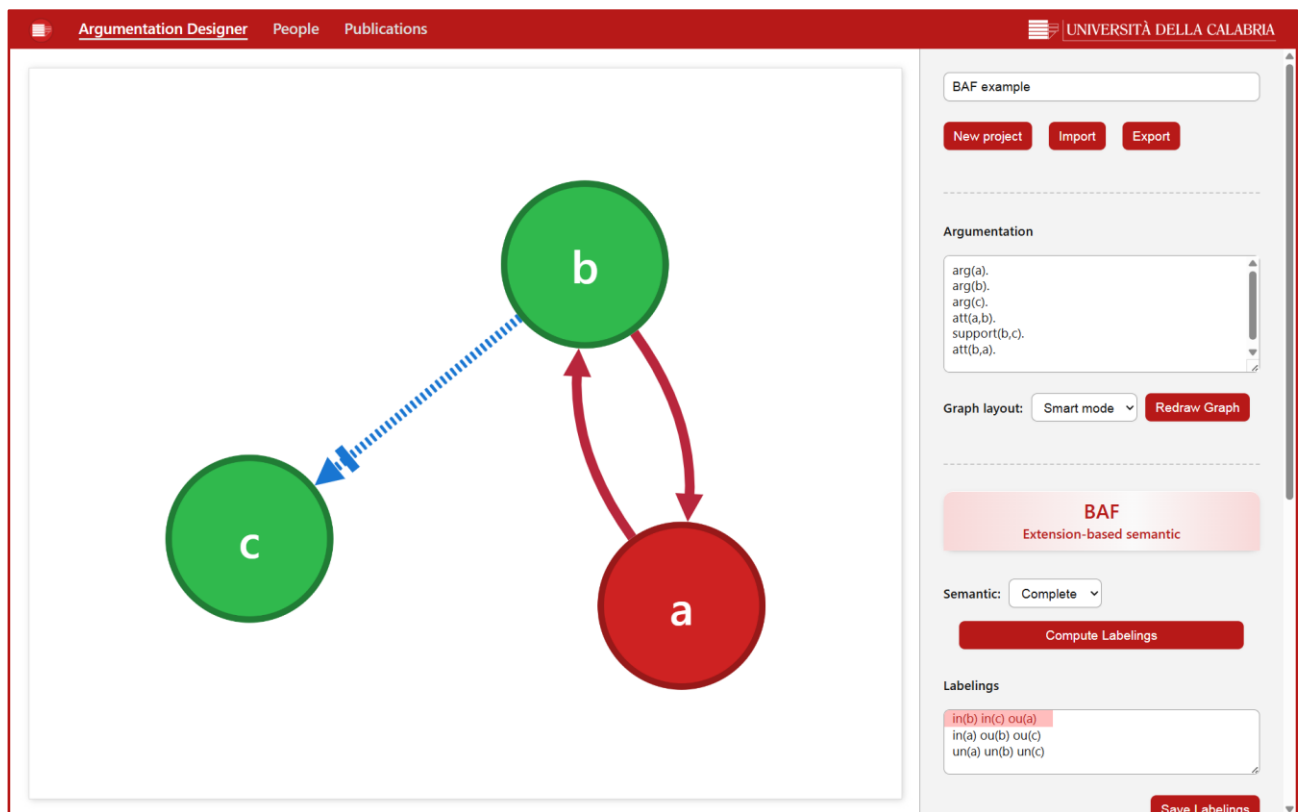 Argumentation Designer People Publications
UNIVERSITÀ DELLA CALABRIA
b
c
a
BAF example
New project Import Export
Argumentation
arg(a).
arg(b).
arg(c).
att(a,b).
support(b,c).
att(b,a).
Graph layout: Smart mode Redraw Graph
BAF
Extension-based semantic
Semantic: Complete
Compute Labelings
Labelings
in(b) in(c) ou(a)
in(a) ou(b) ou(c)
un(a) un(b) un(c)
Save Labelings